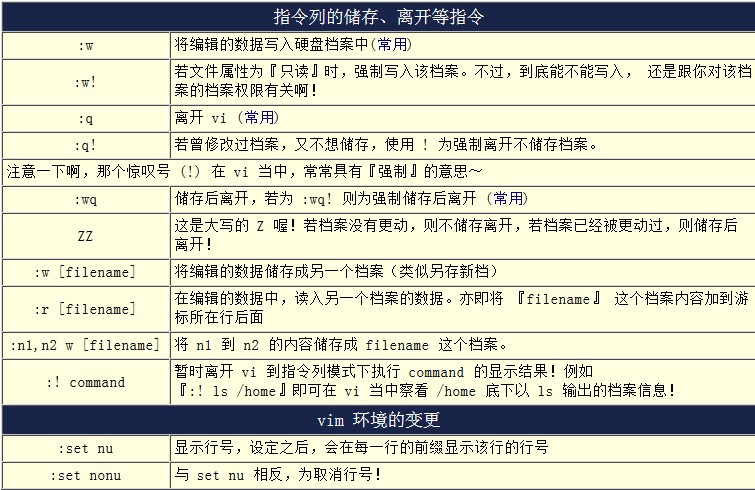 指令列的储存、离开等指令
:w 将编辑的数据写入硬盘档案中(常用)
:w! 若文件属性为『只读』时，强制写入该档案。不过，到底能不能写入， 还是跟你对该档
案的档案权限有关啊！
:q 离开 vi (常用)
:q! 若曾修改过档案，又不想储存，使用 ! 为强制离开不储存档案。
注意一下啊，那个惊叹号 (!) 在 vi 当中，常常具有『强制』的意思～
:wq 储存后离开，若为 :wq! 则为强制储存后离开 (常用)
ZZ 这是大写的 Z 喔！若档案没有更动，则不储存离开，若档案已经被更动过，则储存后
离开！
:w [filename] 将编辑的数据储存成另一个档案（类似另存新档）
:r [filename] 在编辑的数据中，读入另一个档案的数据。亦即将 『filename』 这个档案内容加到游
标所在行后面
:n1,n2 w [filename] 将 n1 到 n2 的内容储存成 filename 这个档案。
:! command 暂时离开 vi 到指令列模式下执行 command 的显示结果！例如
『:! ls /home』即可在 vi 当中察看 /home 底下以 ls 输出的档案信息！
vim 环境的变更
:set nu 显示行号，设定之后，会在每一行的前缀显示该行的行号
:set nonu 与 set nu 相反，为取消行号！